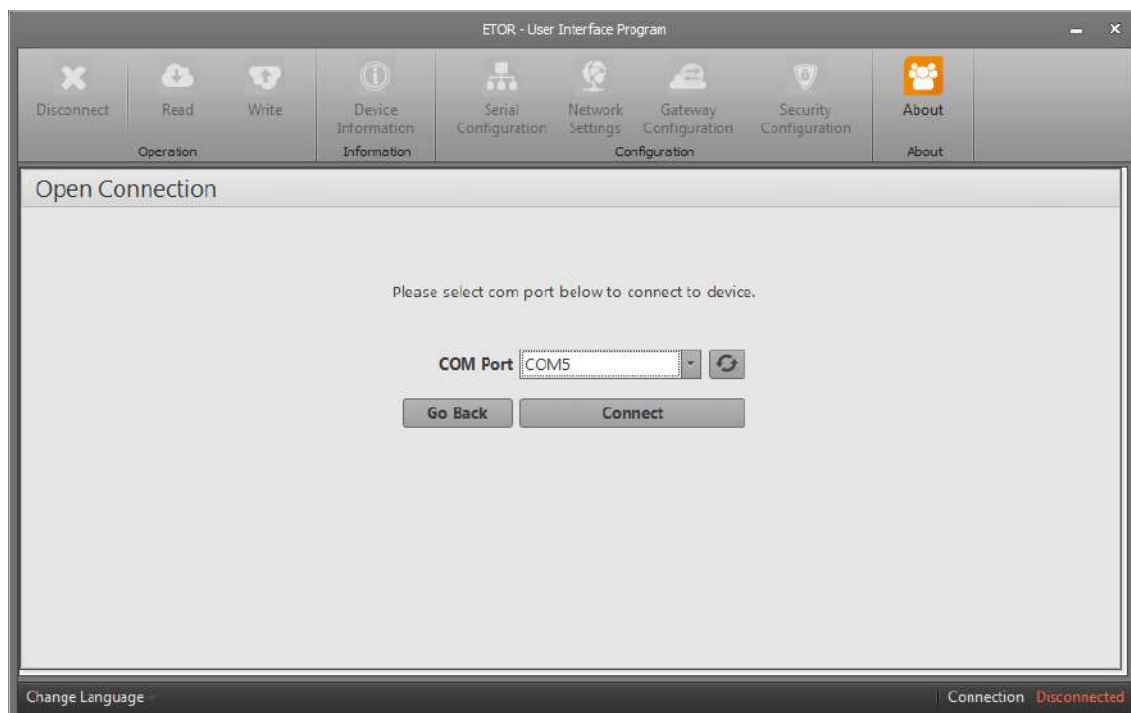 ETOR - User Interface Program
Disconnect
Read
Write
Device
Information
Serial
Configuration
Network
Settings
Gateway
Configuration
Security
Configuration
About
Operation
Information
Configuration
About
Open Connection
Please select com port below to connect to device.
COM Port COM5
Go Back
Connect
Change Language
Connection Disconnected